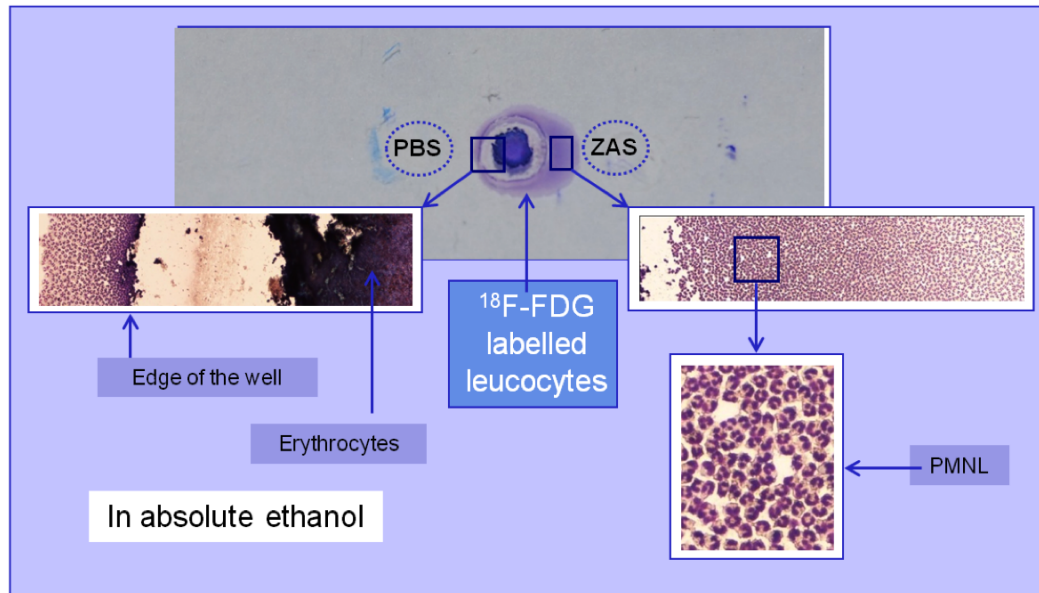 PBS
ZAS
¹⁸F-FDG
labelled
leucocytes
Edge of the well
Erythrocytes
PMNL
In absolute ethanol